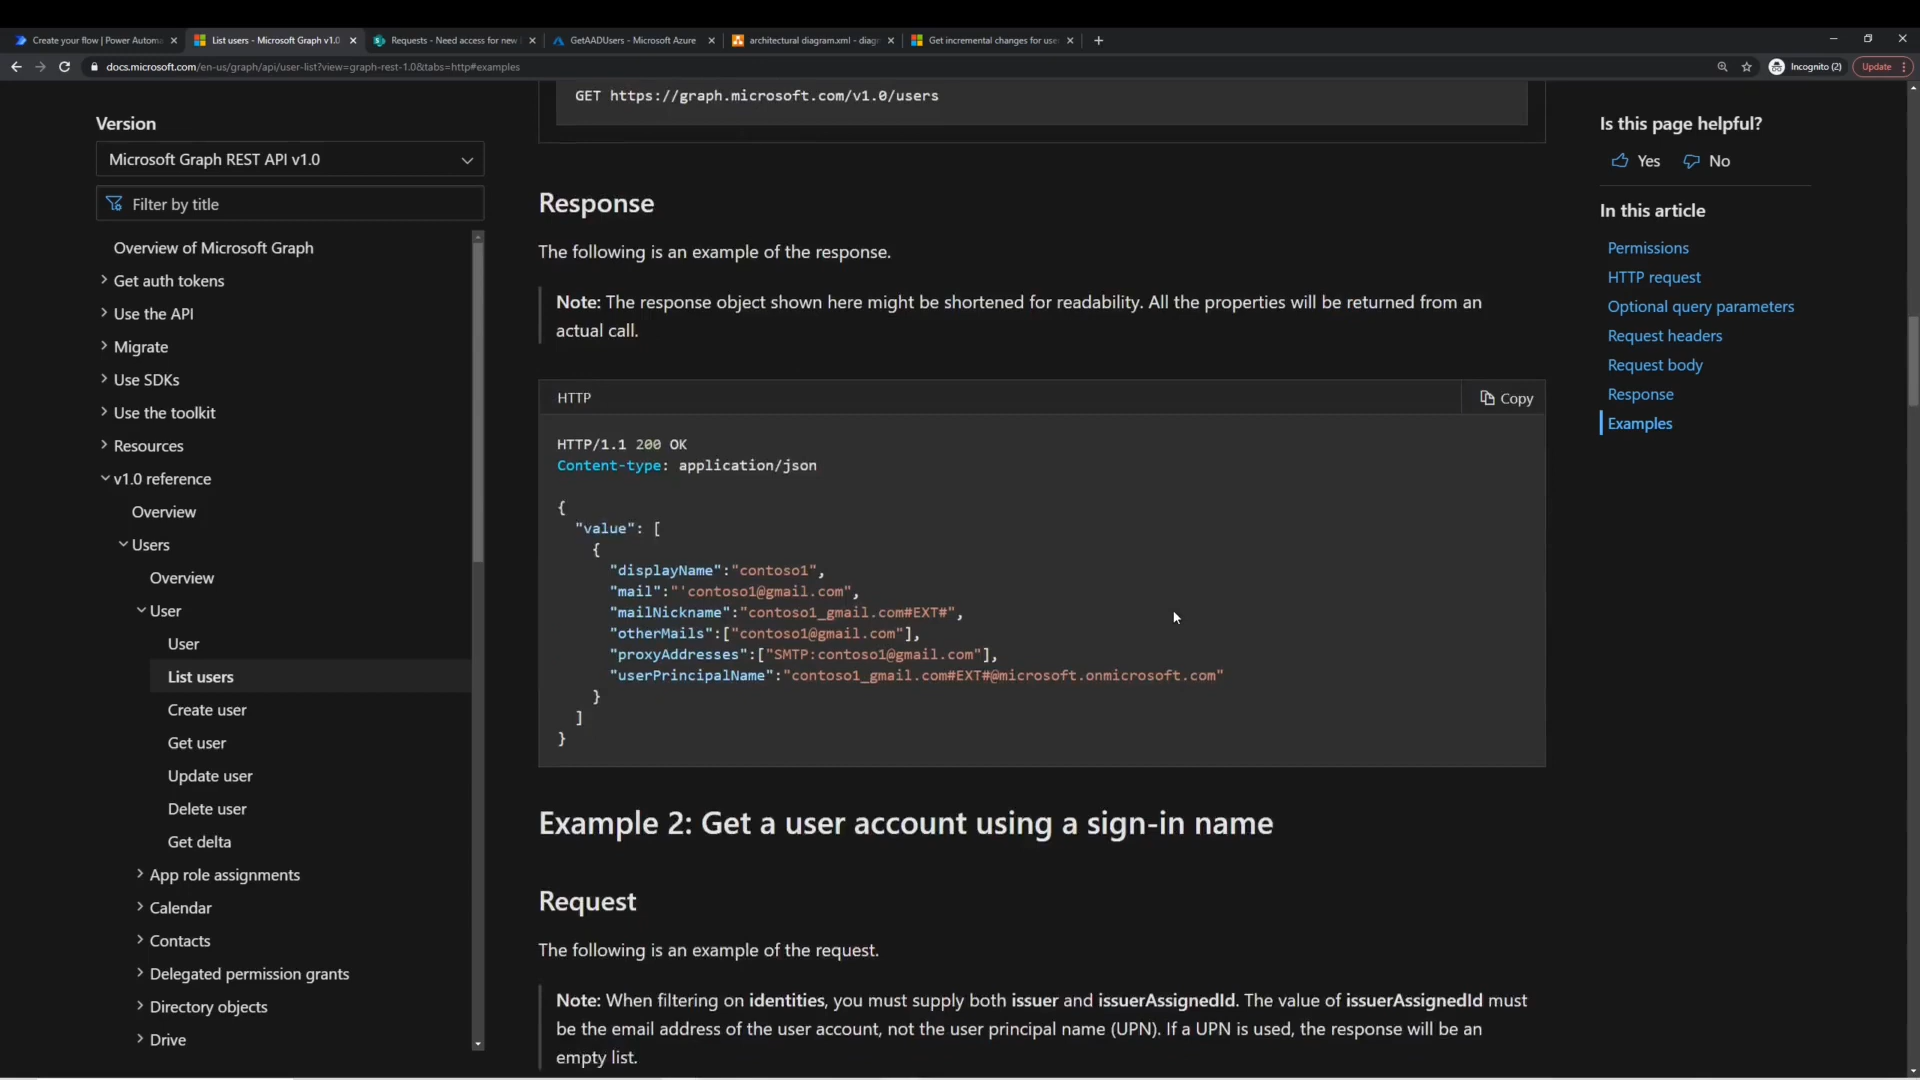 Create your flow | Power Automa
List users - Microsoft Graph v1.0
Requests - Need access for new
GetAADUsers - Microsoft Azure
architectural diagram.xml - diag
Get incremental changes for use
docs.microsoft.com/en-us/graph/api/user-list?view=graph-rest-1.0&tabs=http#examples
Incognito (2)
Update
Version
Microsoft Graph REST API v1.0
Filter by title
Overview of Microsoft Graph
Get auth tokens
Use the API
Migrate
Use SDKs
Use the toolkit
Resources
v1.0 reference
Overview
Users
Overview
User
User
List users
Create user
Get user
Update user
Delete user
Get delta
App role assignments
Calendar
Contacts
Delegated permission grants
Directory objects
Drive
GET https://graph.microsoft.com/v1.0/users
Response
The following is an example of the response.
Note: The response object shown here might be shortened for readability. All the properties will be returned from an
actual call.
HTTP
Copy
HTTP/1.1 200 OK
Content-type: application/json
{
"value": [
{
"displayName":"contoso1",
"mail":"'contoso1@gmail.com",
"mailNickname":"contoso1_gmail.com#EXT#",
"otherMails":["contoso1@gmail.com"],
"proxyAddresses":["SMTP:contoso1@gmail.com"],
"userPrincipalName":"contoso1_gmail.com#EXT#@microsoft.onmicrosoft.com"
}
]
}
Example 2: Get a user account using a sign-in name
Request
The following is an example of the request.
Note: When filtering on identities, you must supply both issuer and issuerAssignedId. The value of issuerAssignedId must
be the email address of the user account, not the user principal name (UPN). If a UPN is used, the response will be an
empty list.
Is this page helpful?
Yes
No
In this article
Permissions
HTTP request
Optional query parameters
Request headers
Request body
Response
Examples